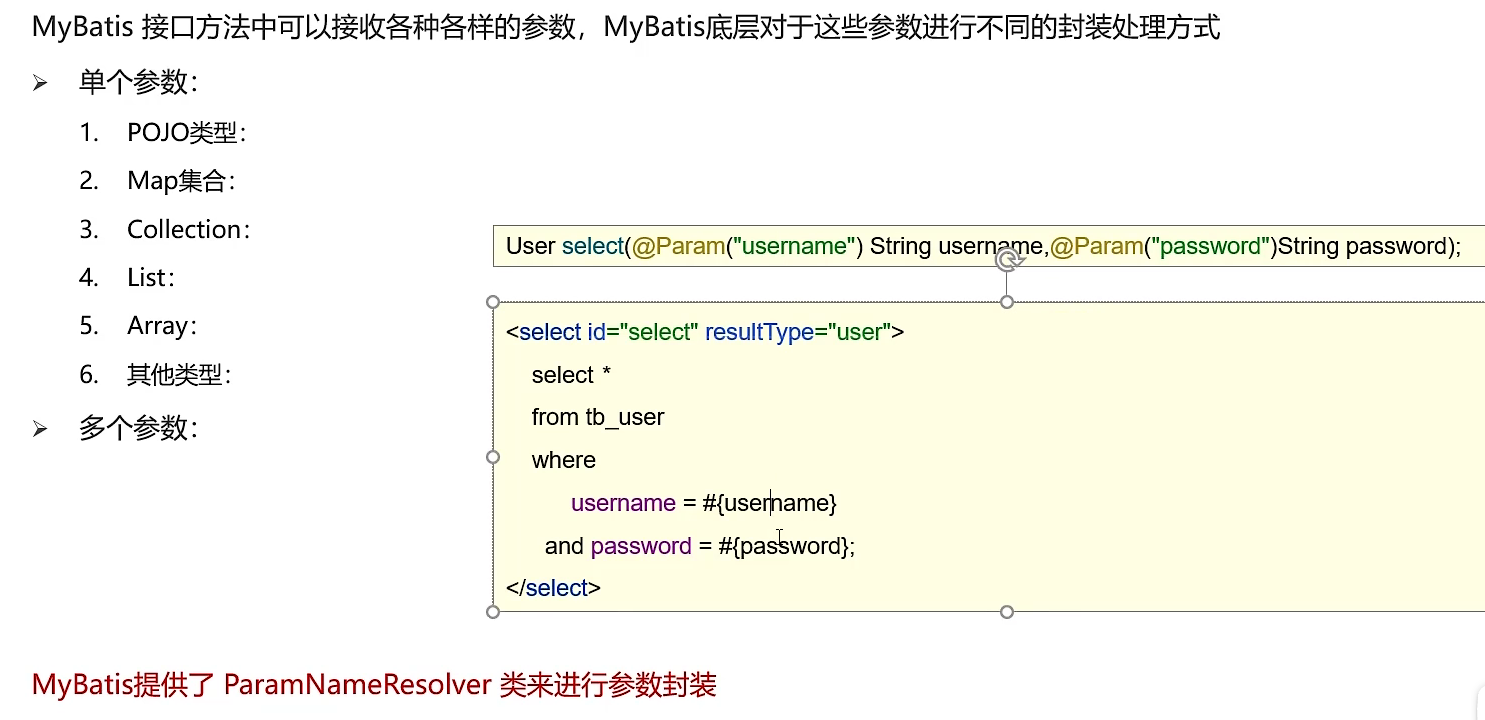 MyBatis 接口方法中可以接收各种各样的参数，MyBatis底层对于这些参数进行不同的封装处理方式
单个参数：
1. POJO类型：
2. Map集合：
3. Collection：
4. List：
5. Array：
6. 其他类型：
多个参数：
User select(@Param("username") String username,@Param("password")String password);
<select id="select" resultType="user">
select *
from tb_user
where
username = #{username}
and password = #{password};
</select>
MyBatis提供了 ParamNameResolver 类来进行参数封装